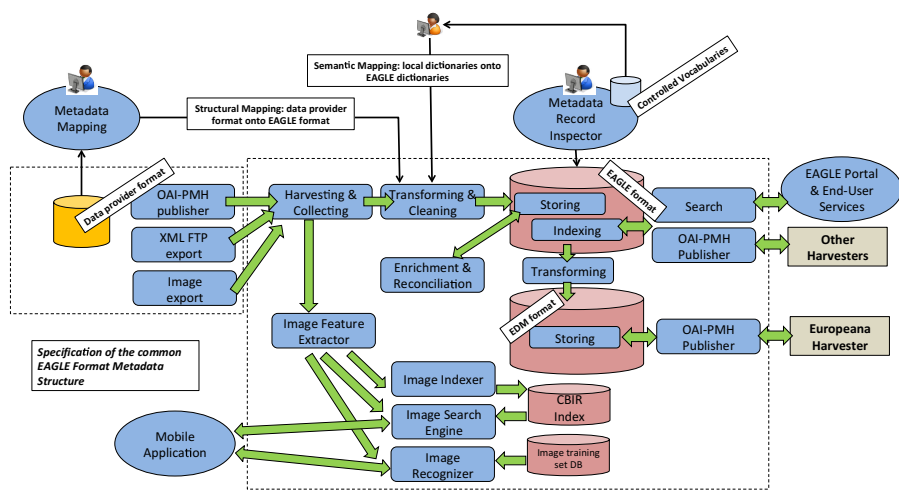 Semantic Mapping: local dictionaries onto
EAGLE dictionaries
Controlled Vocabularies
Metadata
Mapping
Structural Mapping: data provider
format onto EAGLE format
Metadata
Record
Inspector
Data provider format
OAI-PMH
publisher
Harvesting &
Collecting
Transforming &
Cleaning
EAGLE format
Storing
Search
EAGLE Portal
& End-User
Services
Indexing
XML FTP
export
OAI-PMH
Publisher
Other
Harvesters
Image
export
Enrichment &
Reconciliation
Transforming
EDM format
Storing
OAI-PMH
Publisher
Europeana
Harvester
Image Feature
Extractor
Specification of the common
EAGLE Format Metadata
Structure
Image Indexer
CBIR
Index
Image Search
Engine
Mobile
Application
Image
Recognizer
Image training
set DB